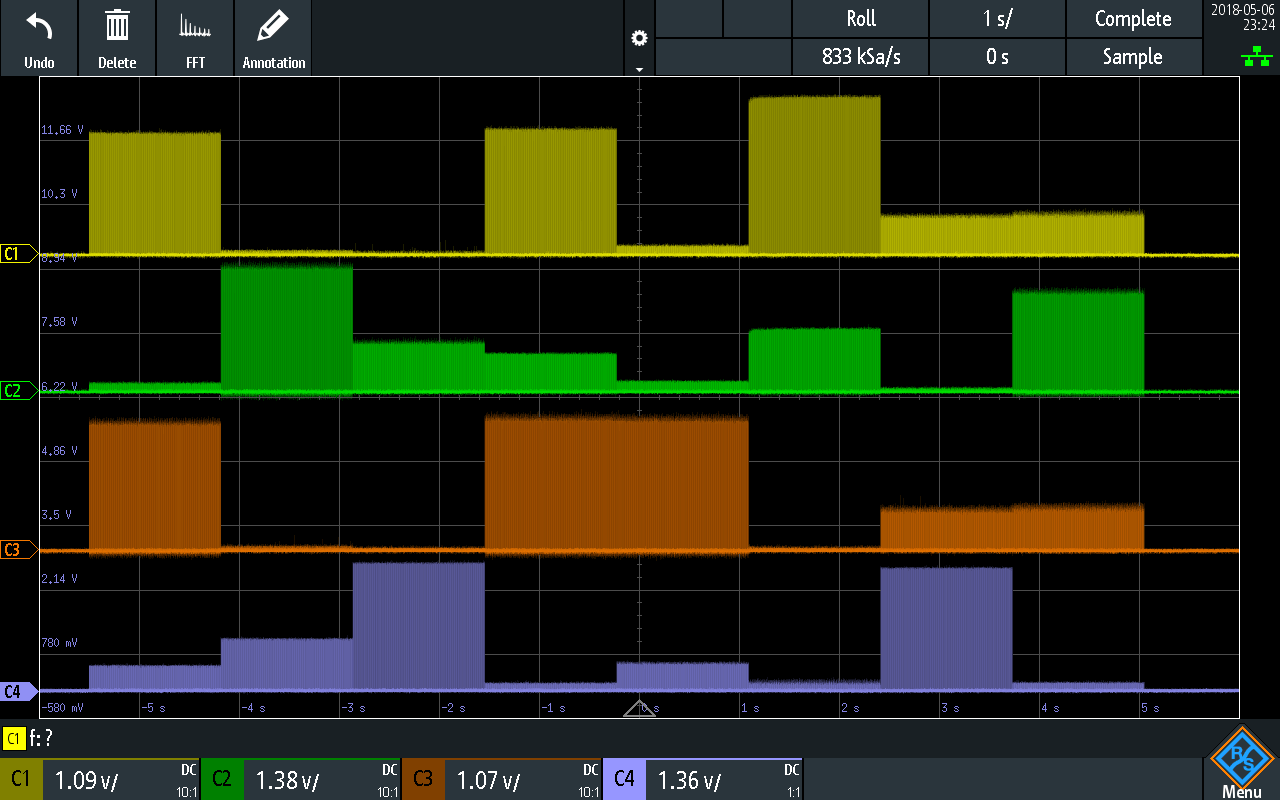 Undo
Delete
FFT
Annotation
Roll
1 s/
Complete
833 kSa/s
0 s
Sample
2018-05-06
23:24
11.66 V
10.3 V
C1
8.94 V
7.58 V
C2
6.22 V
4.86 V
3.5 V
C3
2.14 V
780 mV
C4
-580 mV
-5 s
-4 s
-3 s
-2 s
-1 s
0 s
1 s
2 s
3 s
4 s
5 s
C1 f: ?
C1 1.09 V/ DC 10:1
C2 1.38 V/ DC 10:1
C3 1.07 V/ DC 10:1
C4 1.36 V/ DC 1:1
R S
Menu